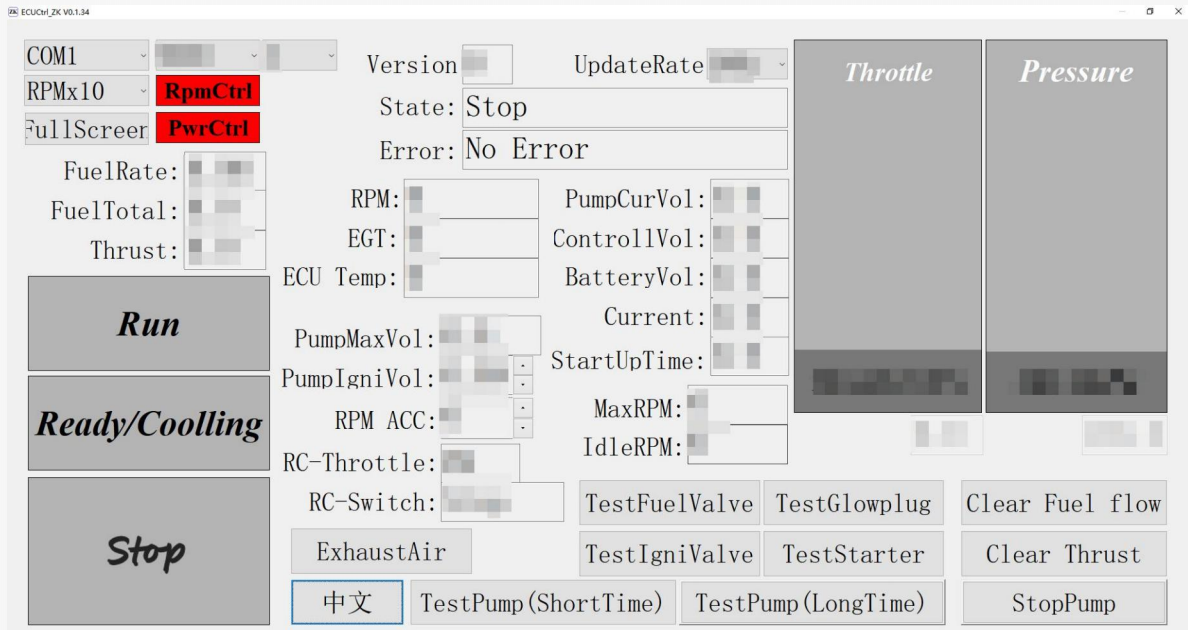 ECUCtrl_ZK V0.1.34
COM1
RPMx10
RpmCtrl
FullScreen
PwrCtrl
FuelRate:
FuelTotal:
Thrust:
Run
Ready/Coolling
Stop
Version
UpdateRate
State: Stop
Error: No Error
RPM:
EGT:
ECU Temp:
PumpCurVol:
ControllVol:
BatteryVol:
Current:
StartUpTime:
PumpMaxVol:
PumpIgniVol:
RPM ACC:
RC-Throttle:
RC-Switch:
MaxRPM:
IdleRPM:
Throttle
Pressure
TestFuelValve
TestGlowplug
Clear Fuel flow
ExhaustAir
TestIgniValve
TestStarter
Clear Thrust
中文
TestPump(ShortTime)
TestPump(LongTime)
StopPump